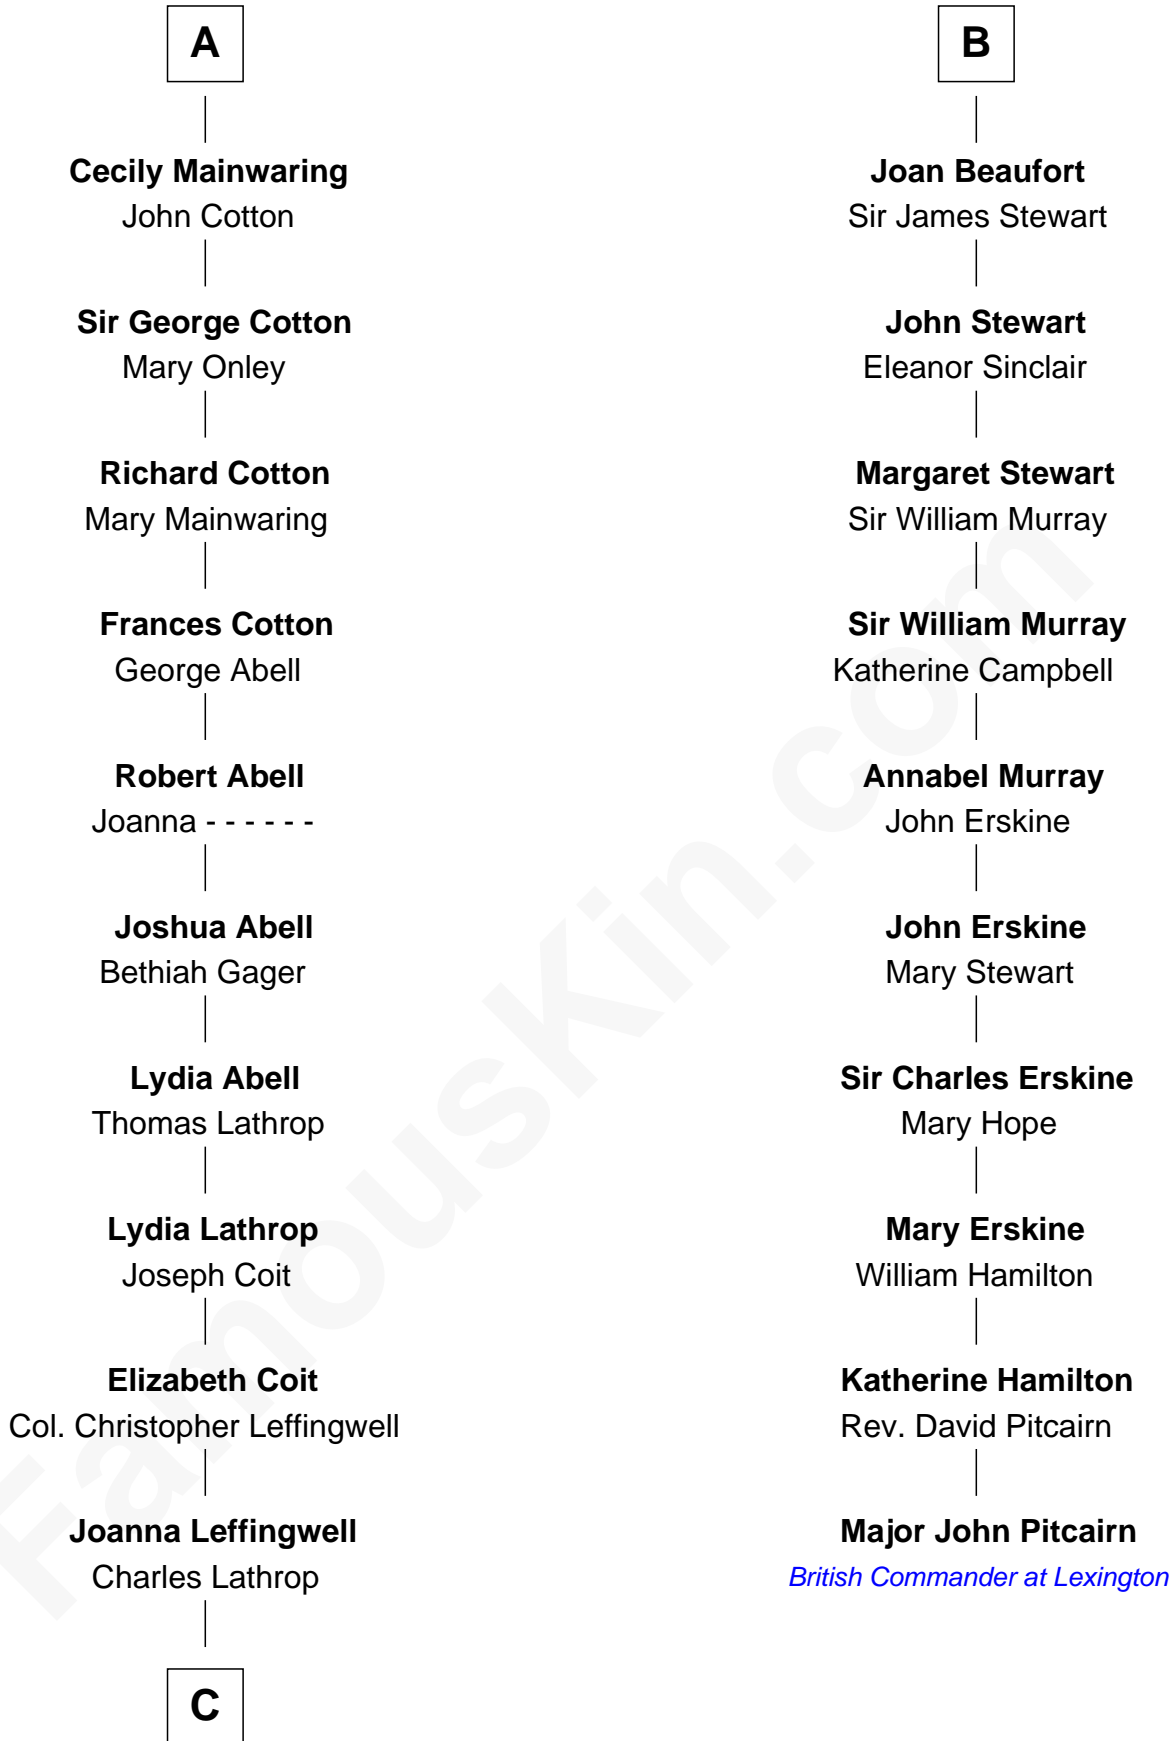 A
Cecily Mainwaring
John Cotton
Sir George Cotton
Mary Onley
Richard Cotton
Mary Mainwaring
Frances Cotton
George Abell
Robert Abell
Joanna - - - - - -
Joshua Abell
Bethiah Gager
Lydia Abell
Thomas Lathrop
Lydia Lathrop
Joseph Coit
Elizabeth Coit
Col. Christopher Leffingwell
Joanna Leffingwell
Charles Lathrop
C
B
Joan Beaufort
Sir James Stewart
John Stewart
Eleanor Sinclair
Margaret Stewart
Sir William Murray
Sir William Murray
Katherine Campbell
Annabel Murray
John Erskine
John Erskine
Mary Stewart
Sir Charles Erskine
Mary Hope
Mary Erskine
William Hamilton
Katherine Hamilton
Rev. David Pitcairn
Major John Pitcairn
British Commander at Lexington
FamousKin.com